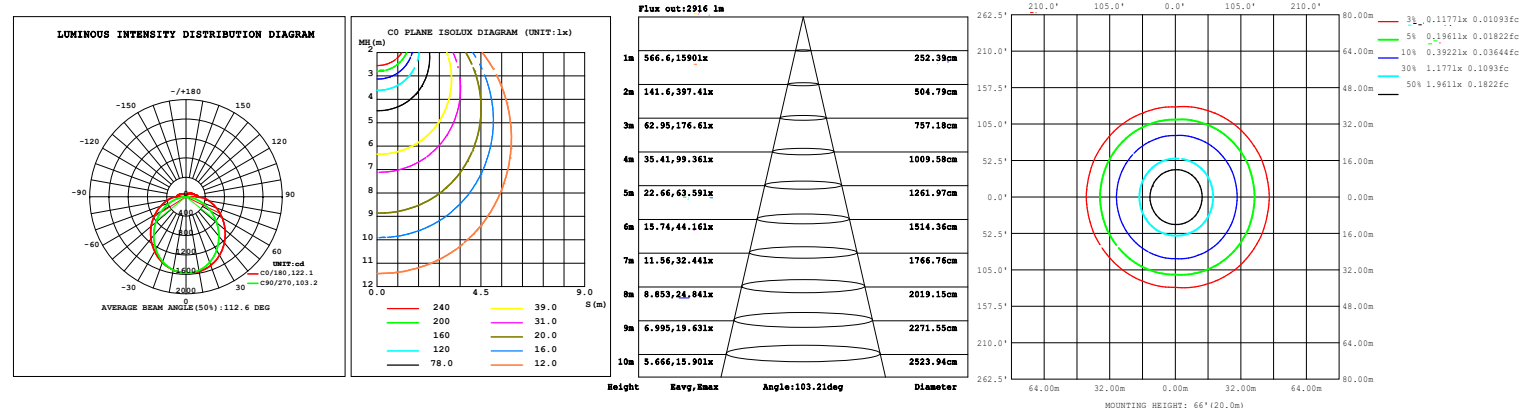 LUMINOUS INTENSITY DISTRIBUTION DIAGRAM
-/+180
-150
150
-120
120
-90
90
-60
60
-30
30
0
0
400
800
1200
1600
2000
UNIT:cd
C0/180,122.1
C90/270,103.2
AVERAGE BEAM ANGLE(50%):112.6 DEG
C0 PLANE ISOLUX DIAGRAM (UNIT:lx)
MH(m)
2
3
4
5
6
7
8
9
10
11
12
0.0 4.5 9.0
S(m)
240 39.0
200 31.0
160 20.0
120 16.0
78.0 12.0
Flux out:2916 lm
1m 566.6,1590lx 252.39cm
2m 141.6,397.4lx 504.79cm
3m 62.95,176.6lx 757.18cm
4m 35.41,99.36lx 1009.58cm
5m 22.66,63.59lx 1261.97cm
6m 15.74,44.16lx 1514.36cm
7m 11.56,32.44lx 1766.76cm
8m 8.853,24.84lx 2019.15cm
9m 6.995,19.63lx 2271.55cm
10m 5.666,15.90lx 2523.94cm
Height Eavg,Emax Angle:103.21deg Diameter
210.0' 105.0' 0.0' 105.0' 210.0'
262.5' 80.00m
210.0' 64.00m
157.5' 48.00m
105.0' 32.00m
52.5' 16.00m
0.0' 0.00m
52.5' 16.00m
105.0' 32.00m
157.5' 48.00m
210.0' 64.00m
262.5' 80.00m
64.00m 32.00m 0.00m 32.00m 64.00m
MOUNTING HEIGHT: 66'(20.0m)
3% 0.1177lx 0.01093fc
5% 0.1961lx 0.01822fc
10% 0.3922lx 0.03644fc
30% 1.177lx 0.1093fc
50% 1.961lx 0.1822fc